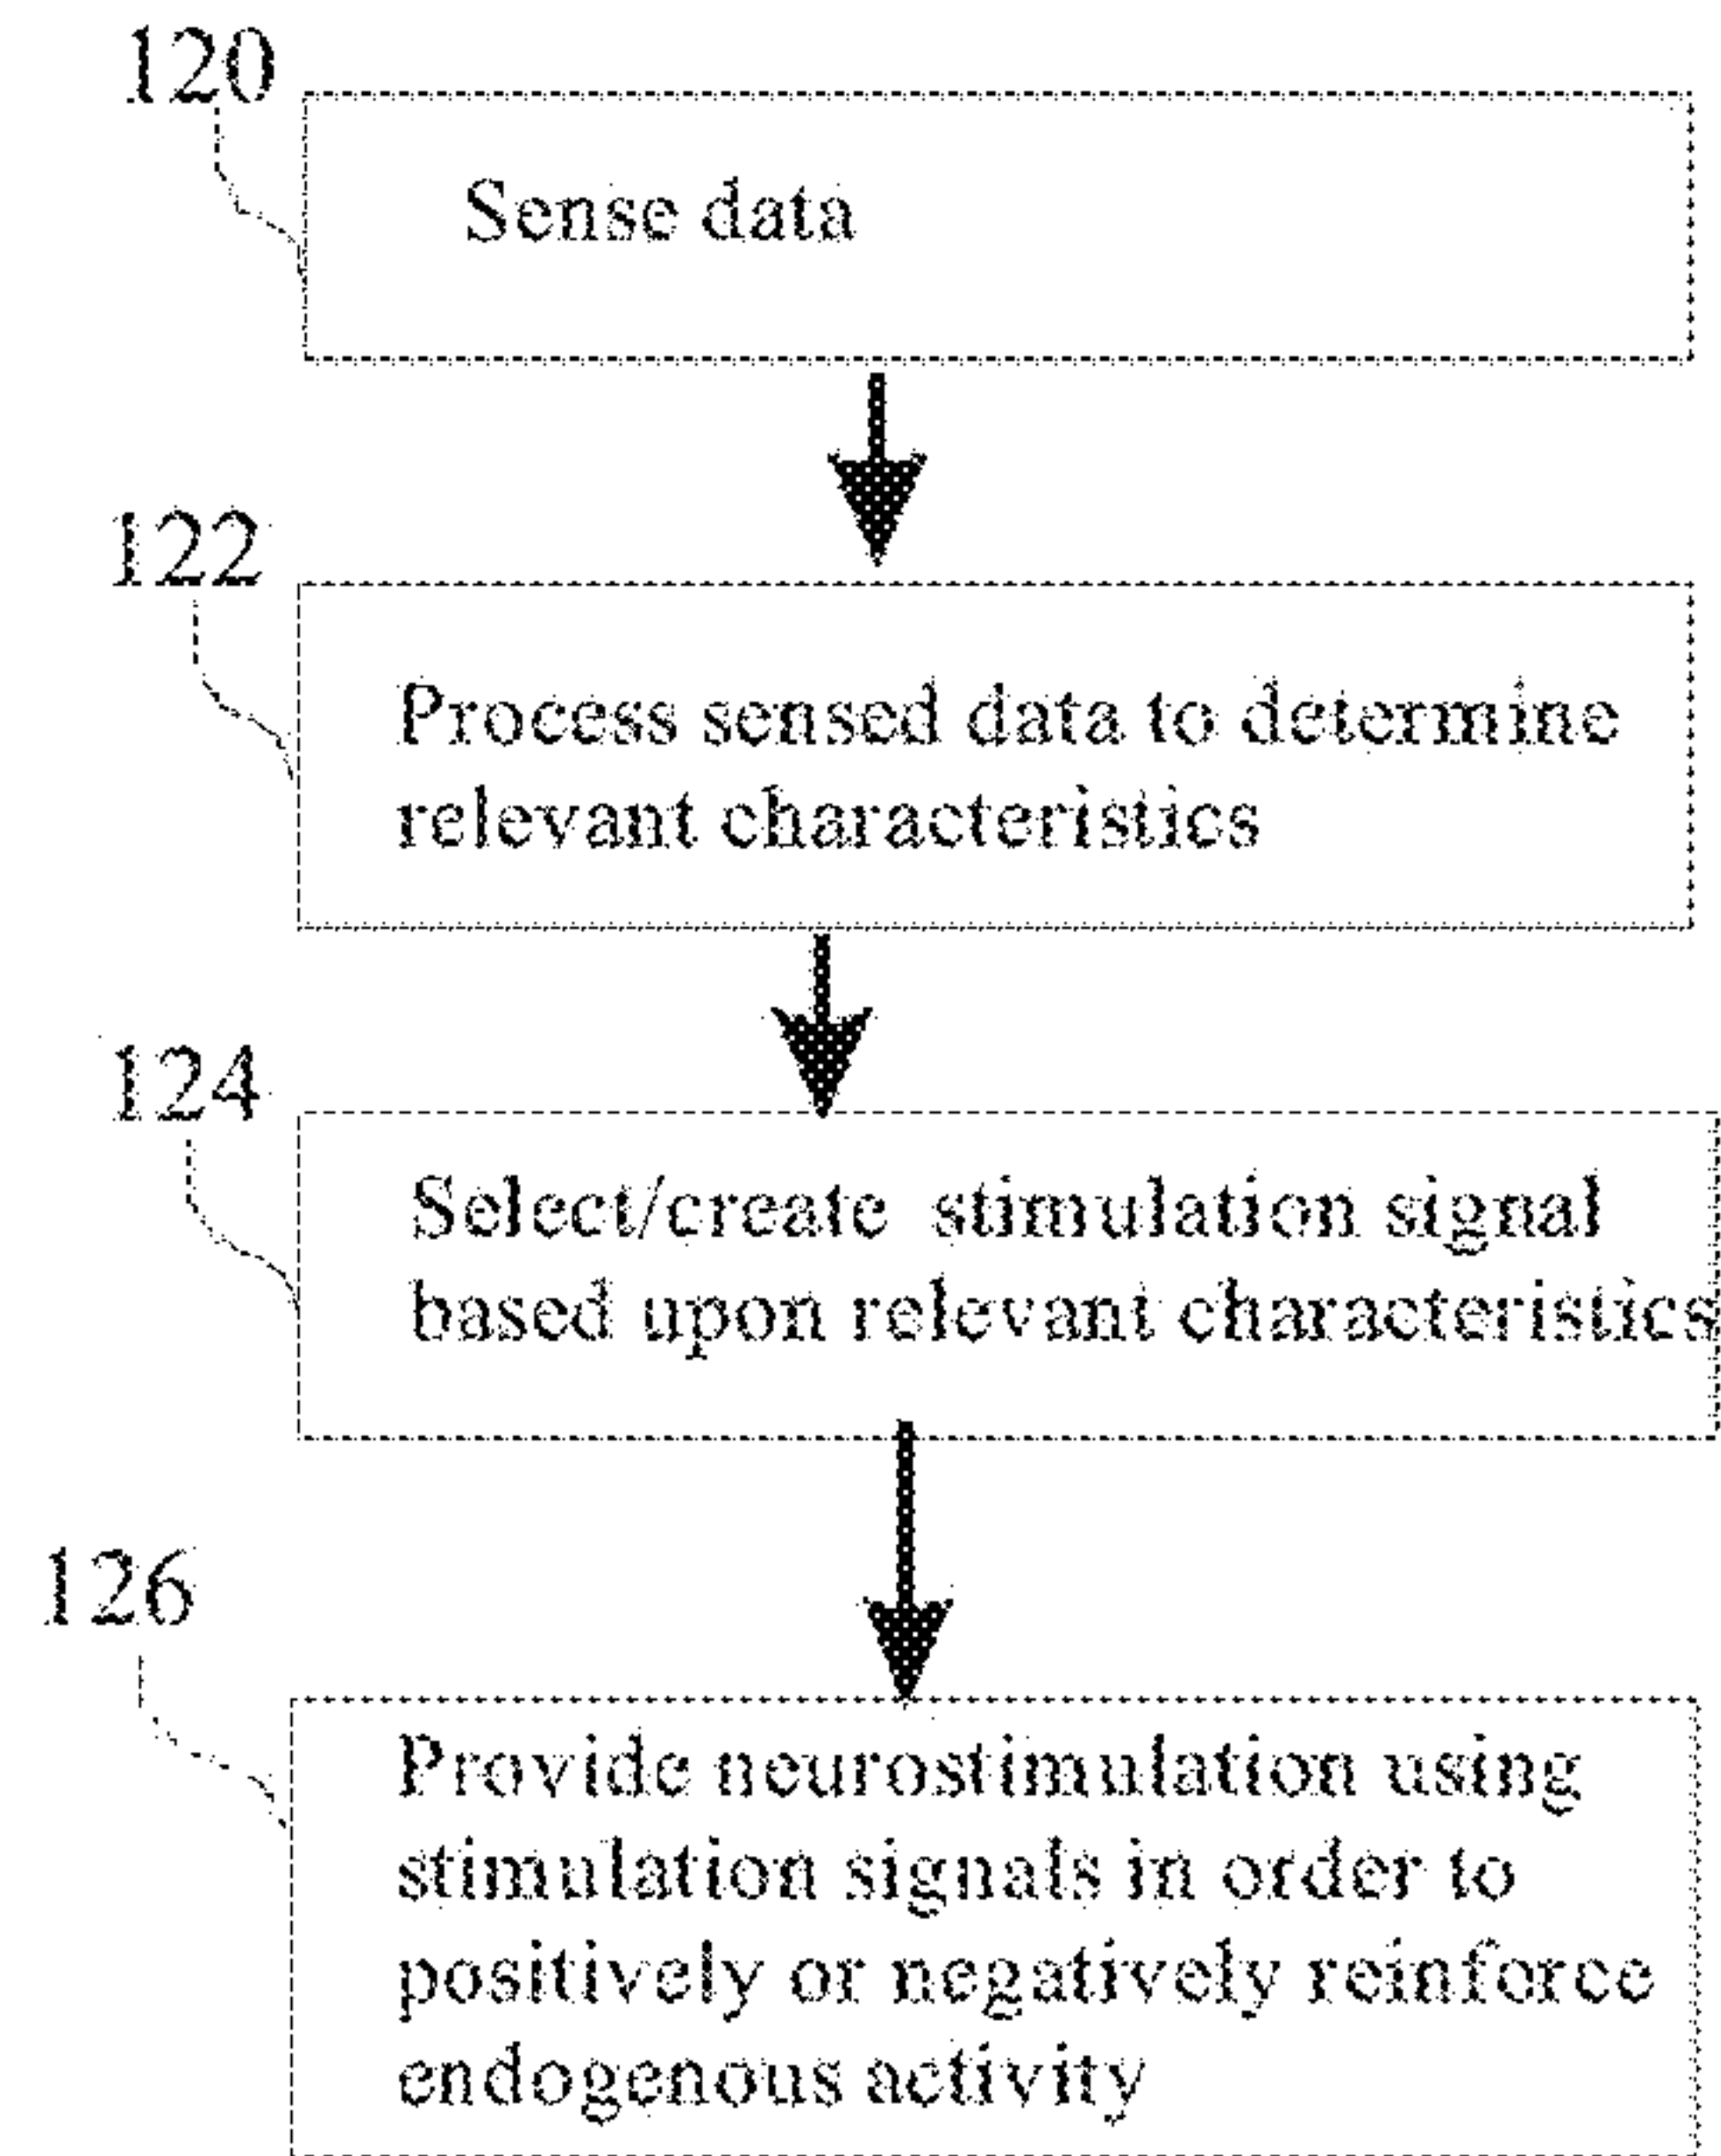 120
Sense data
122
Process sensed data to determine
relevant characteristics
124
Select/create stimulation signal
based upon relevant characteristics
126
Provide neurostimulation using
stimulation signals in order to
positively or negatively reinforce
endogenous activity